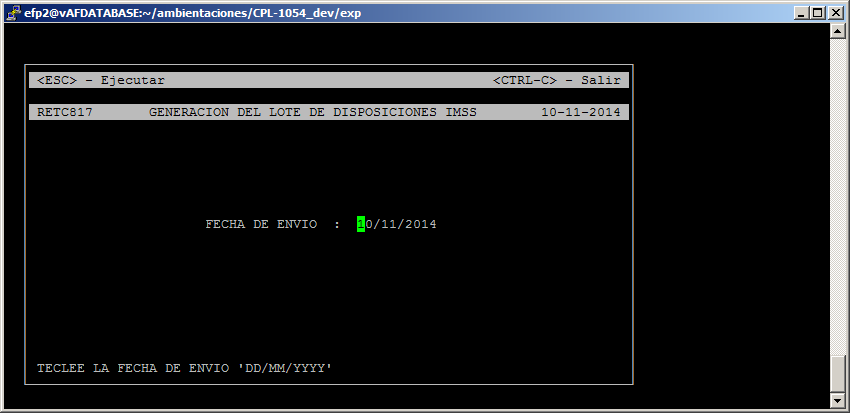 efp2@vAFDATABASE:~/ambientaciones/CPL-1054_dev/exp
<ESC> - Ejecutar <CTRL-C> - Salir
RETC817 GENERACION DEL LOTE DE DISPOSICIONES IMSS 10-11-2014
FECHA DE ENVIO : 10/11/2014
TECLEE LA FECHA DE ENVIO 'DD/MM/YYYY'